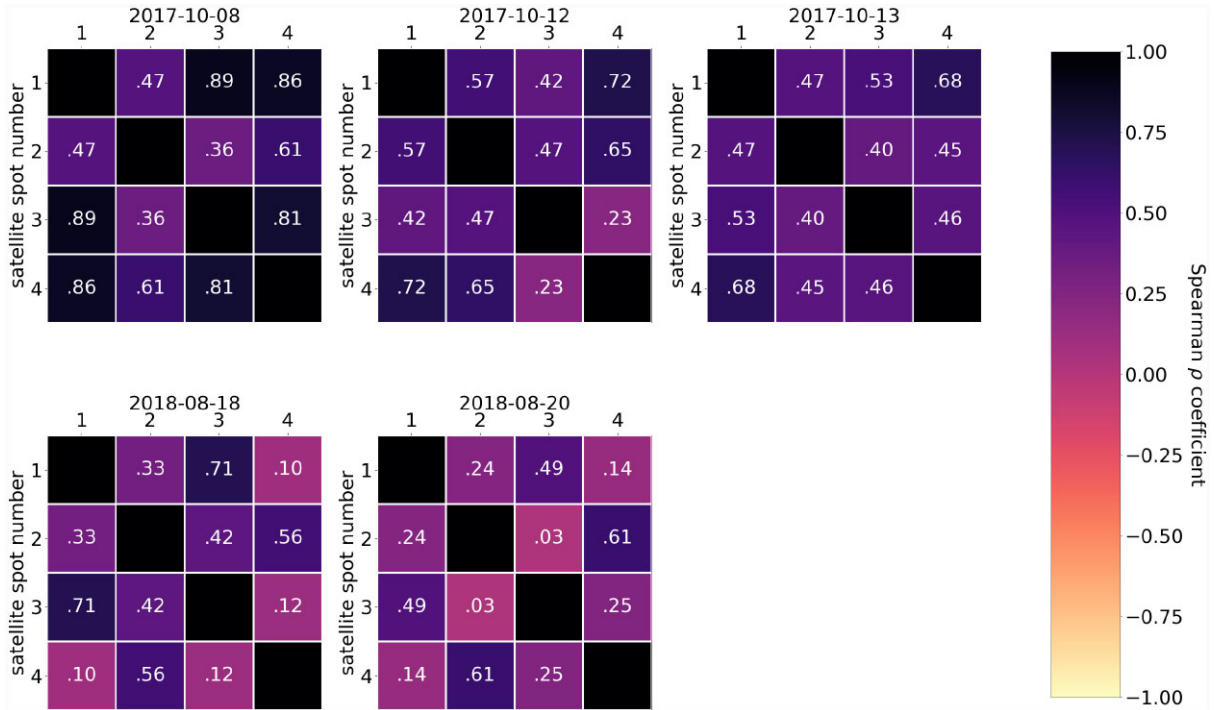 2017-10-08
1 2 3 4
satellite spot number
1 .47 .89 .86
2 .47 .36 .61
3 .89 .36 .81
4 .86 .61 .81
2017-10-12
1 2 3 4
satellite spot number
1 .57 .42 .72
2 .57 .47 .65
3 .42 .47 .23
4 .72 .65 .23
2017-10-13
1 2 3 4
satellite spot number
1 .47 .53 .68
2 .47 .40 .45
3 .53 .40 .46
4 .68 .45 .46
2018-08-18
1 2 3 4
satellite spot number
1 .33 .71 .10
2 .33 .42 .56
3 .71 .42 .12
4 .10 .56 .12
2018-08-20
1 2 3 4
satellite spot number
1 .24 .49 .14
2 .24 .03 .61
3 .49 .03 .25
4 .14 .61 .25
1.00
0.75
0.50
0.25
0.00
−0.25
−0.50
−0.75
−1.00
Spearman ρ coefficient